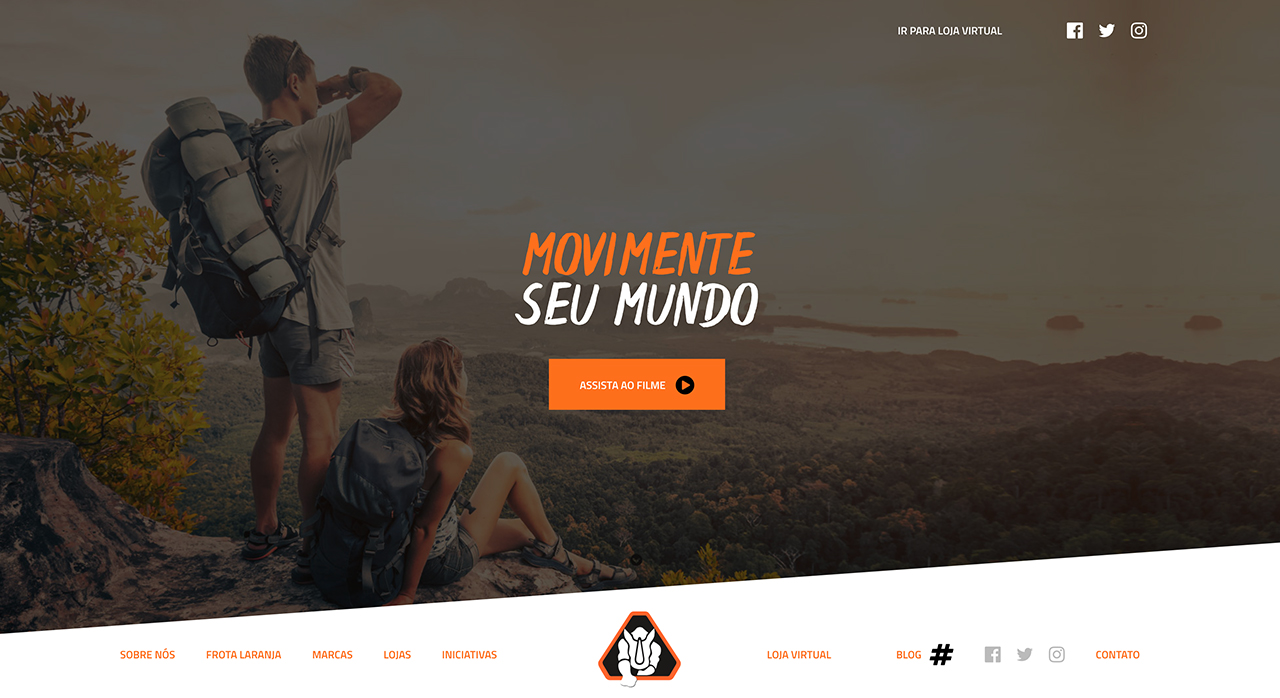 IR PARA LOJA VIRTUAL
MOVIMENTE
SEU MUNDO
ASSISTA AO FILME
SOBRE NÓS FROTA LARANJA MARCAS LOJAS INICIATIVAS LOJA VIRTUAL BLOG # CONTATO